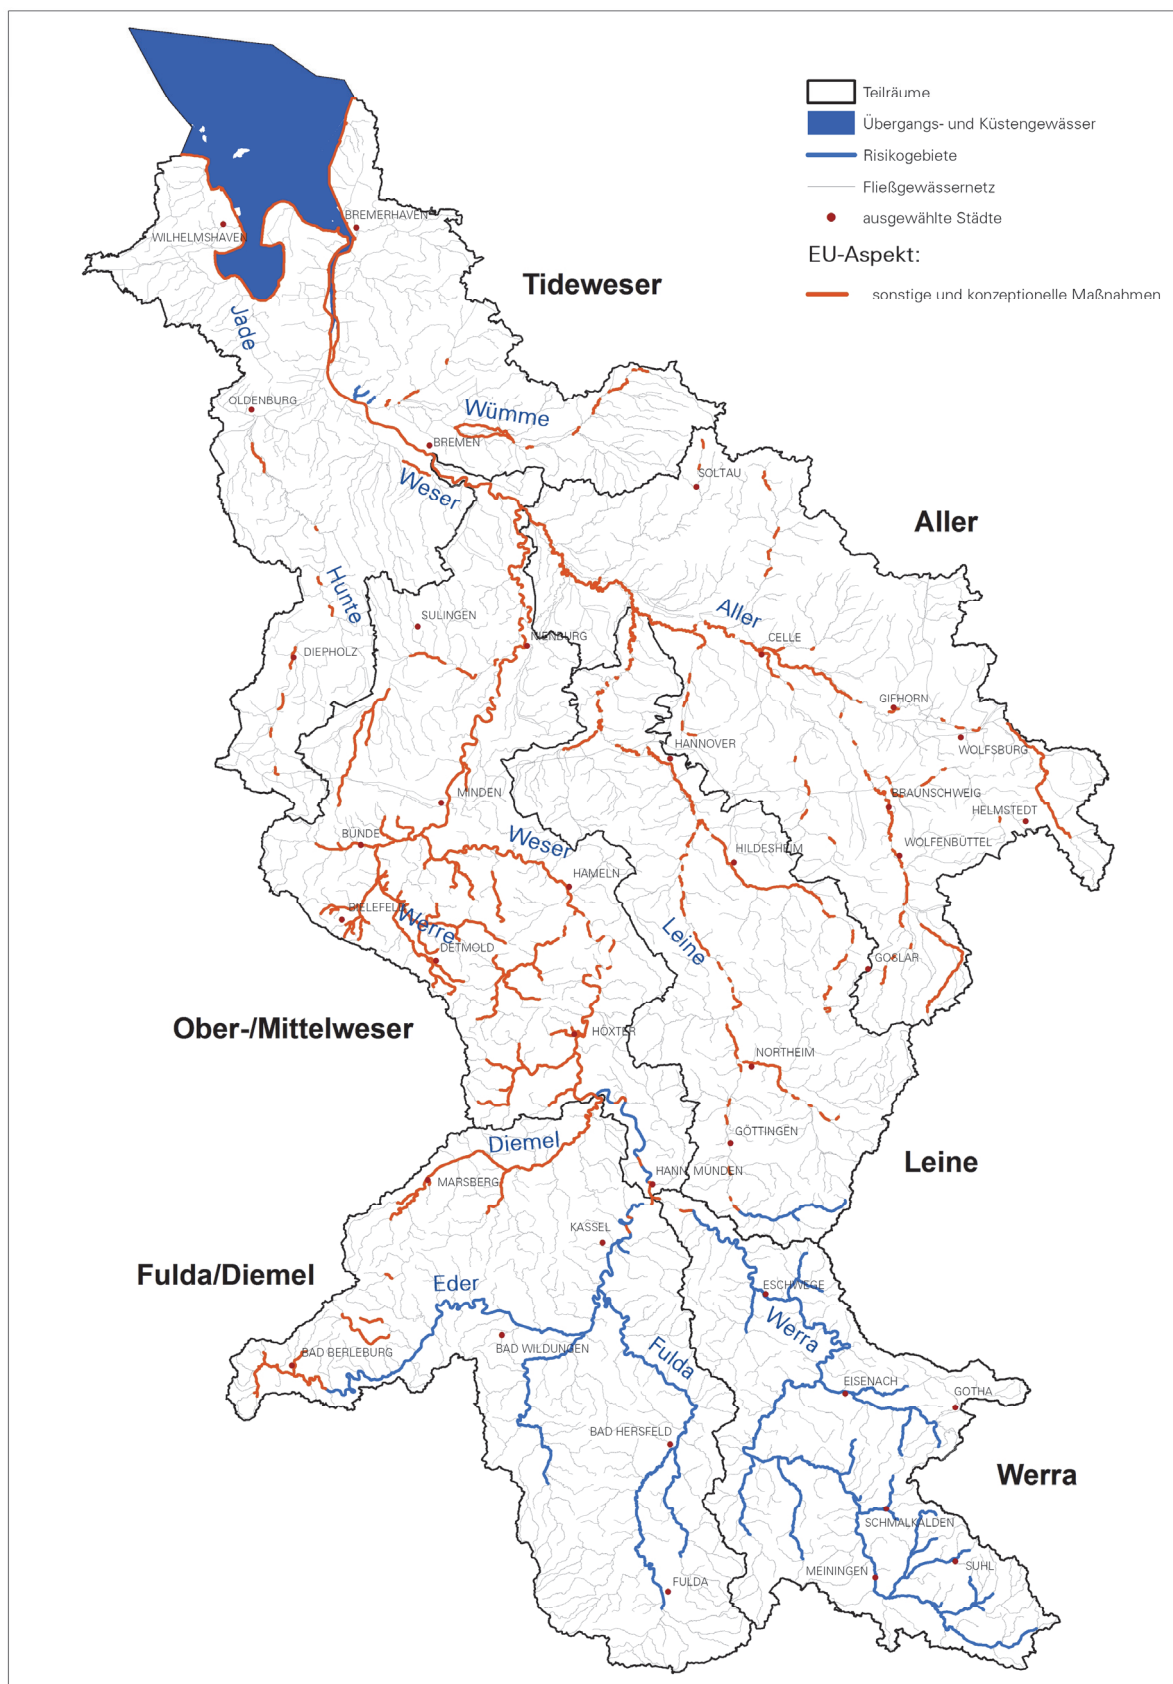 Teilräume
Übergangs- und Küstengewässer
Risikogebiete
Fließgewässernetz
ausgewählte Städte
EU-Aspekt:
sonstige und konzeptionelle Maßnahmen
BREMERHAVEN
WILHELMSHAVEN
Tideweser
Jade
OLDENBURG
Wümme
BREMEN
Weser
SOLTAU
Aller
Hunte
SULINGEN
Aller
NIENBURG
CELLE
DIEPHOLZ
GIFHORN
HANNOVER
WOLFSBURG
MINDEN
BRAUNSCHWEIG
HELMSTEDT
BÜNDE
Weser
HILDESHEIM
WOLFENBÜTTEL
HAMELN
BIELEFELD
Werre
DETMOLD
Leine
GOSLAR
Ober-/Mittelweser
HÖXTER
NORTHEIM
GÖTTINGEN
Diemel
Leine
MARSBERG
HANN. MÜNDEN
KASSEL
Fulda/Diemel
Eder
ESCHWEGE
Werra
BAD BERLEBURG
BAD WILDUNGEN
Fulda
EISENACH
GOTHA
BAD HERSFELD
Werra
SCHMALKALDEN
MEININGEN
SUHL
FULDA